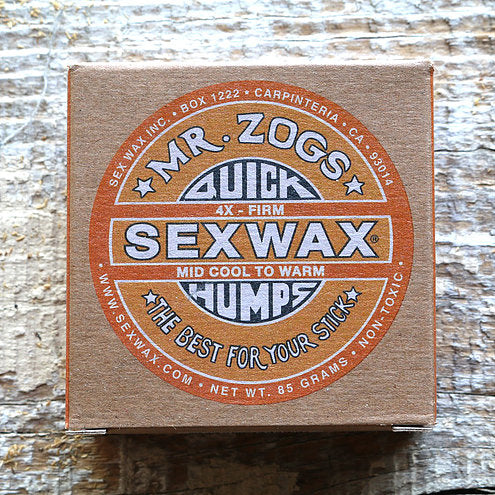 SEX WAX INC. • BOX 1222 • CARPINTERIA • CA • 93014
★ MR. ZOGS ★
QUICK
4X - FIRM
SEXWAX®
MID COOL TO WARM
HUMPS
★ THE BEST FOR YOUR STICK ★
• WWW.SEXWAX.COM • NET WT. 85 GRAMS • NON-TOXIC •